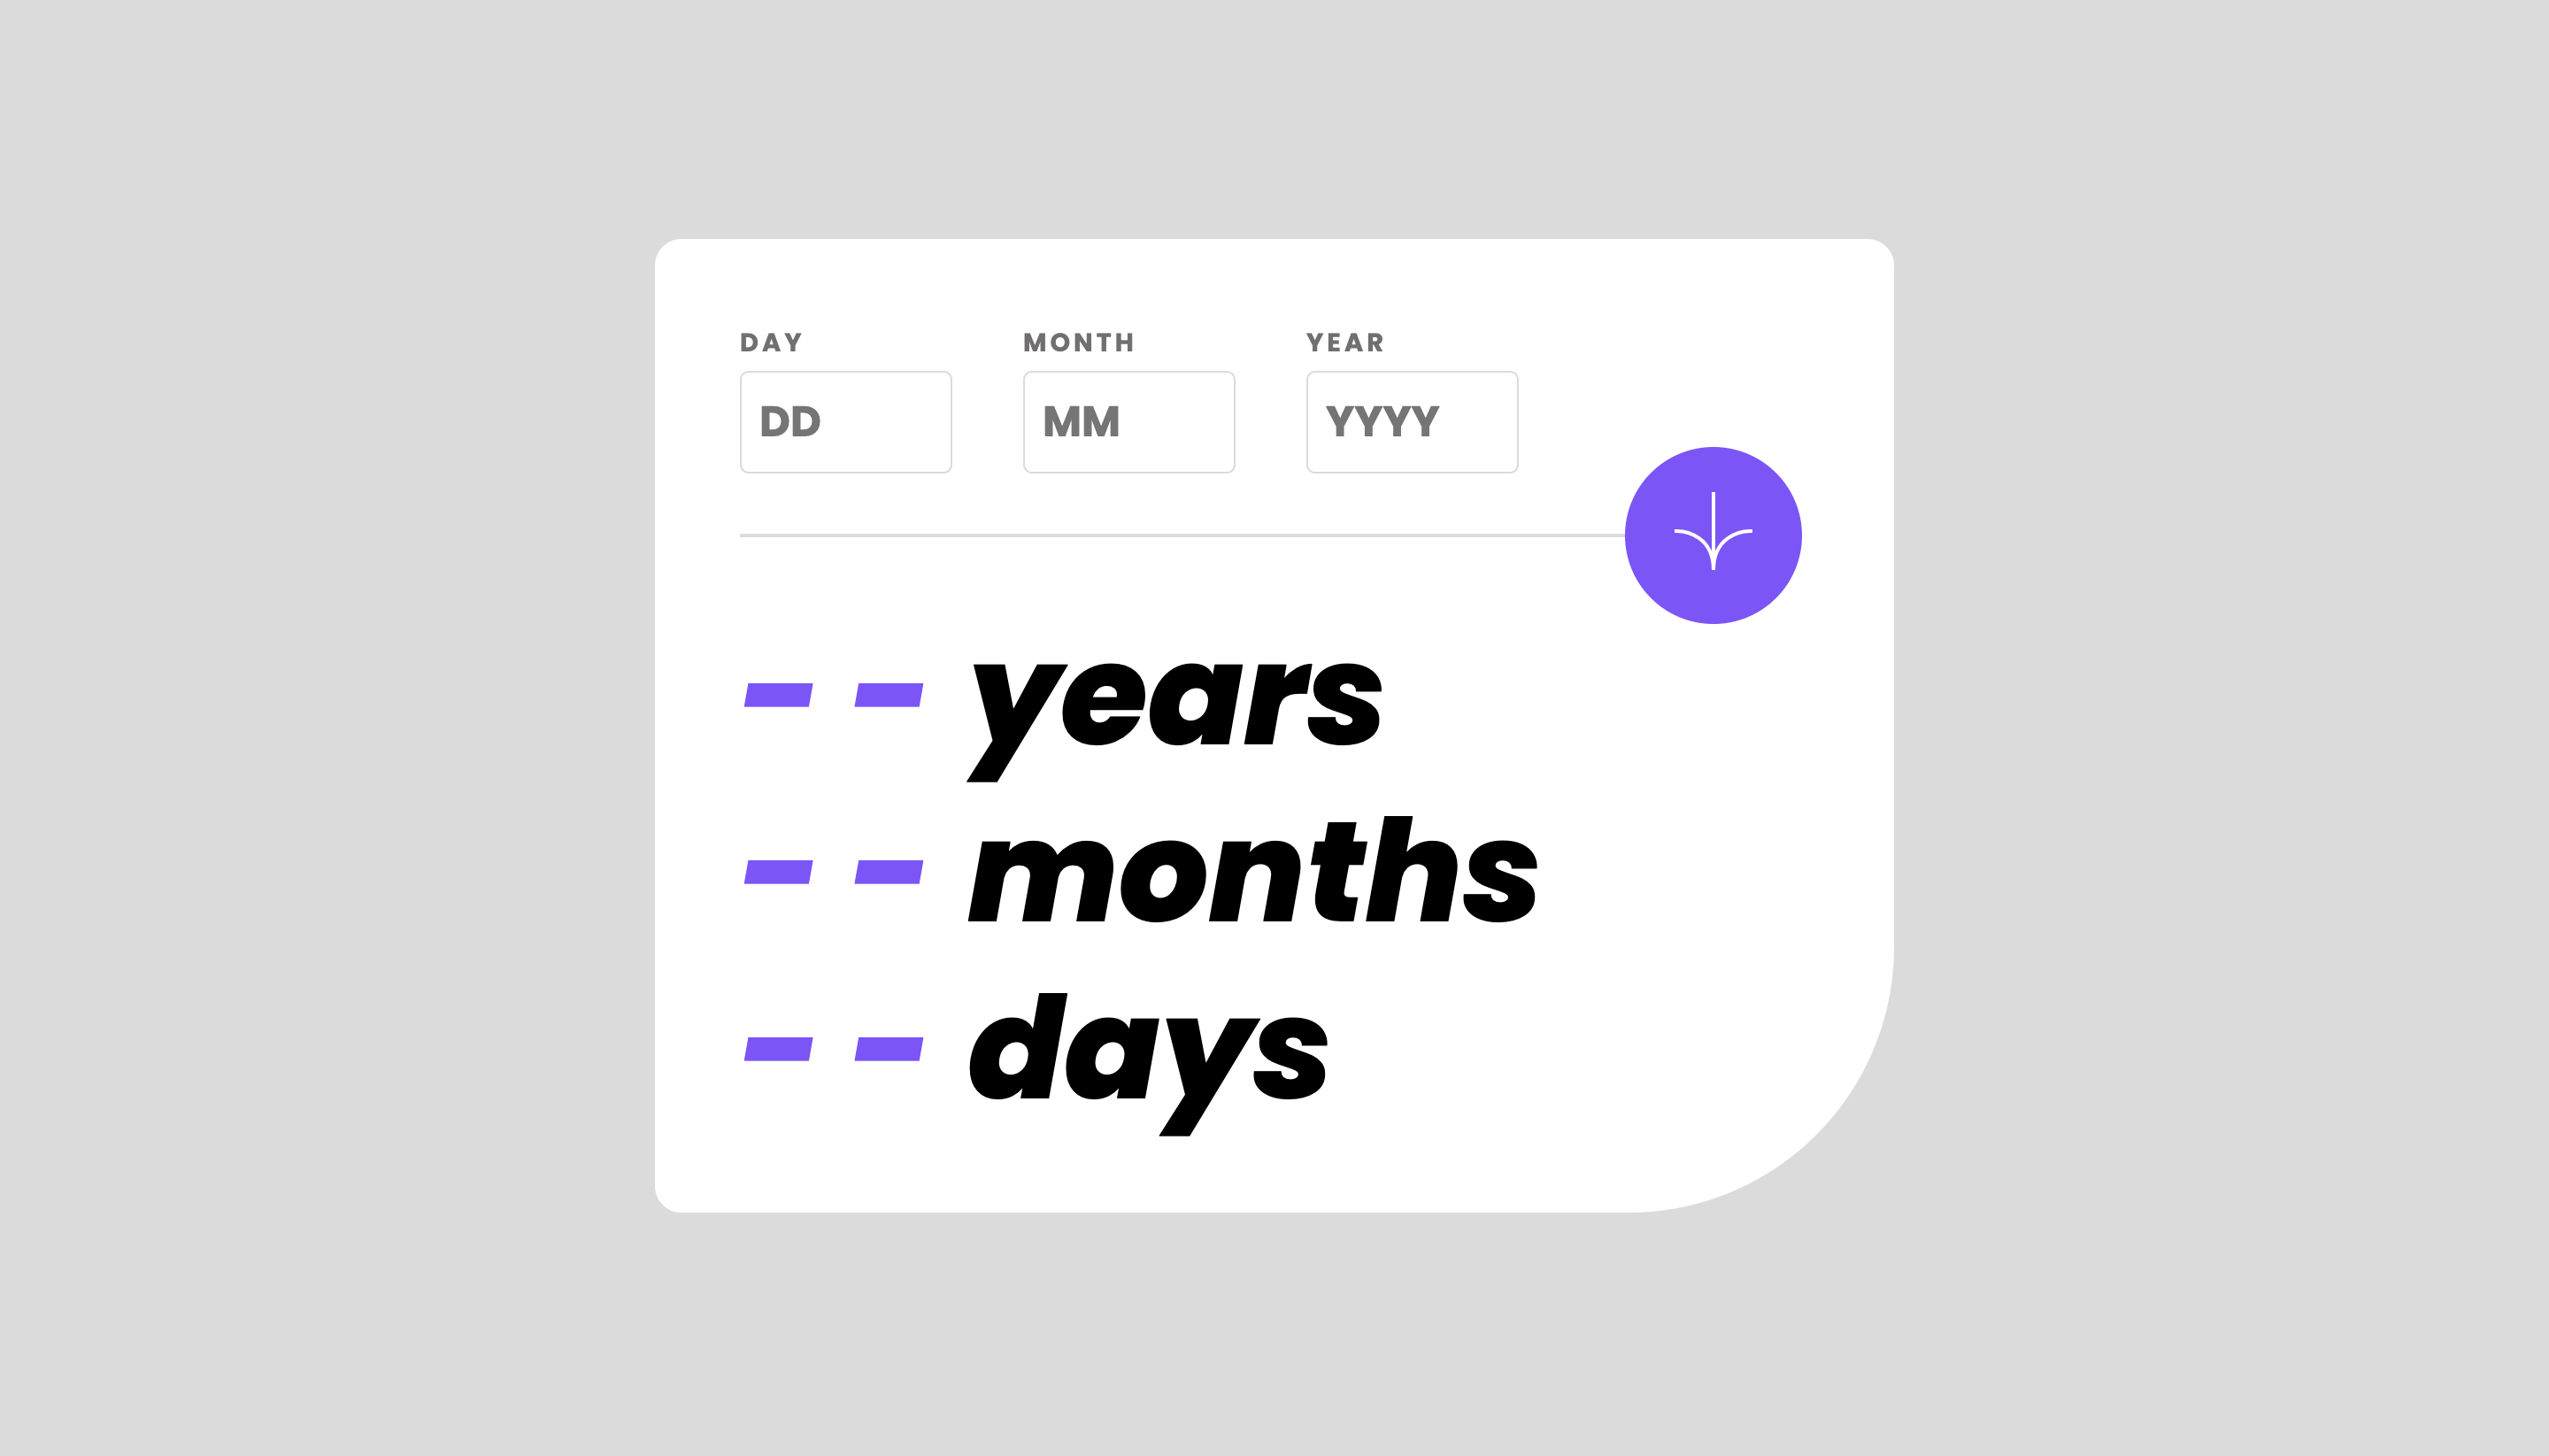 DAY MONTH YEAR
DD MM YYYY
-- years
-- months
-- days